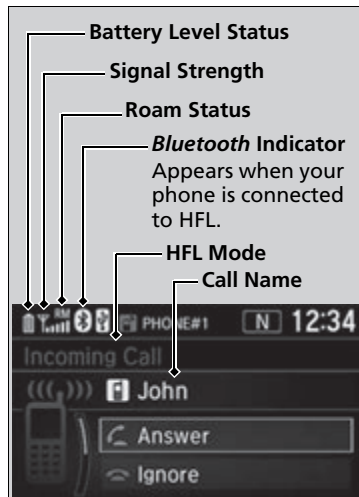 Battery Level Status
Signal Strength
Roam Status
Bluetooth Indicator
Appears when your
phone is connected
to HFL.
HFL Mode
Call Name
RM PHONE#1 N 12:34
Incoming Call
John
Answer
Ignore